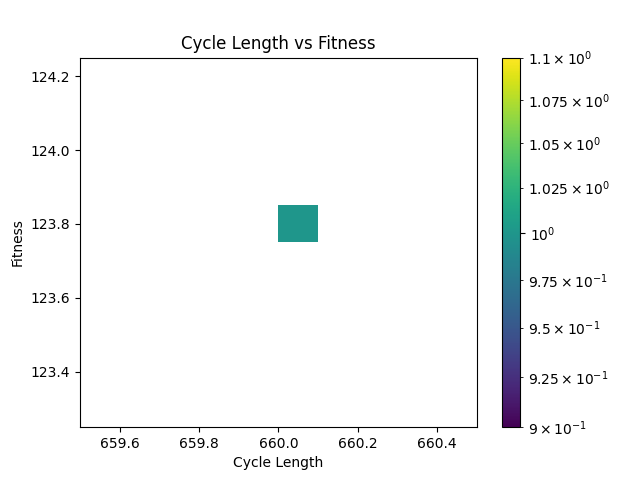 Cycle Length vs Fitness
124.2
124.0
123.8
123.6
123.4
Fitness
659.6 659.8 660.0 660.2 660.4
Cycle Length
1.1 × 10⁰
1.075 × 10⁰
1.05 × 10⁰
1.025 × 10⁰
10⁰
9.75 × 10⁻¹
9.5 × 10⁻¹
9.25 × 10⁻¹
9 × 10⁻¹